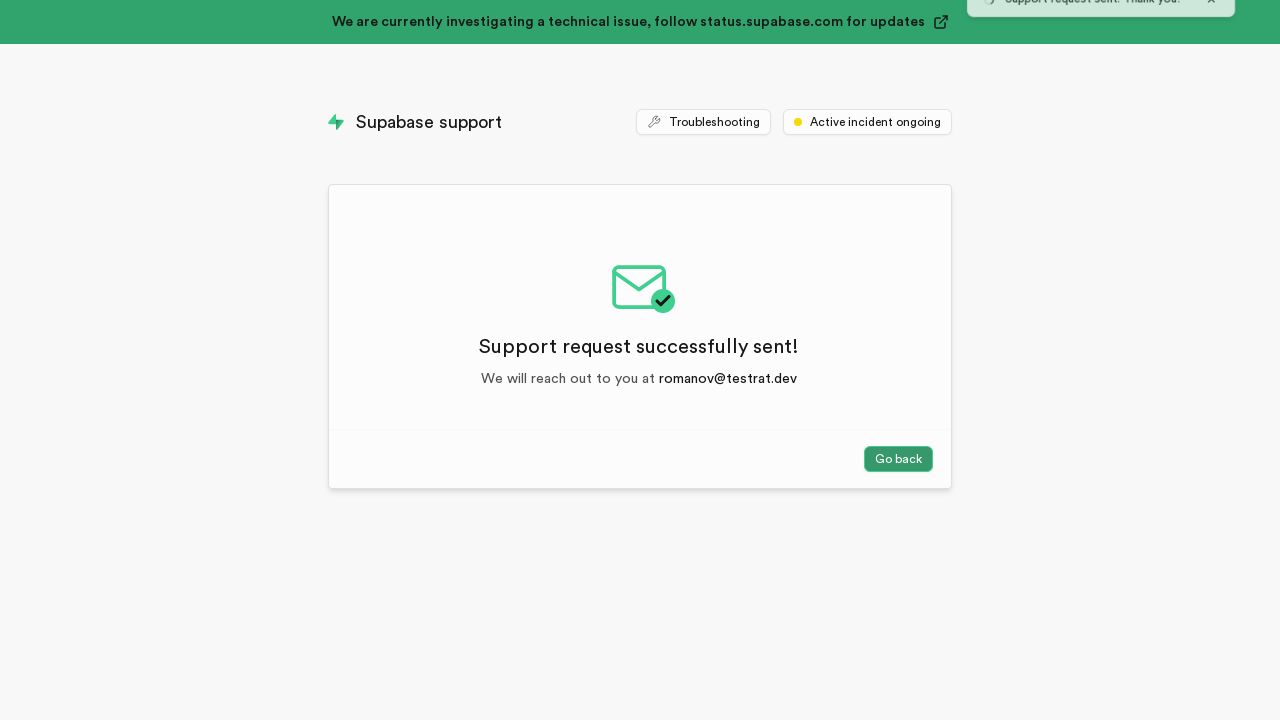 We are currently investigating a technical issue, follow status.supabase.com for updates
Support request sent. Thank you!
Supabase support
Troubleshooting
Active incident ongoing
Support request successfully sent!
We will reach out to you at romanov@testrat.dev
Go back